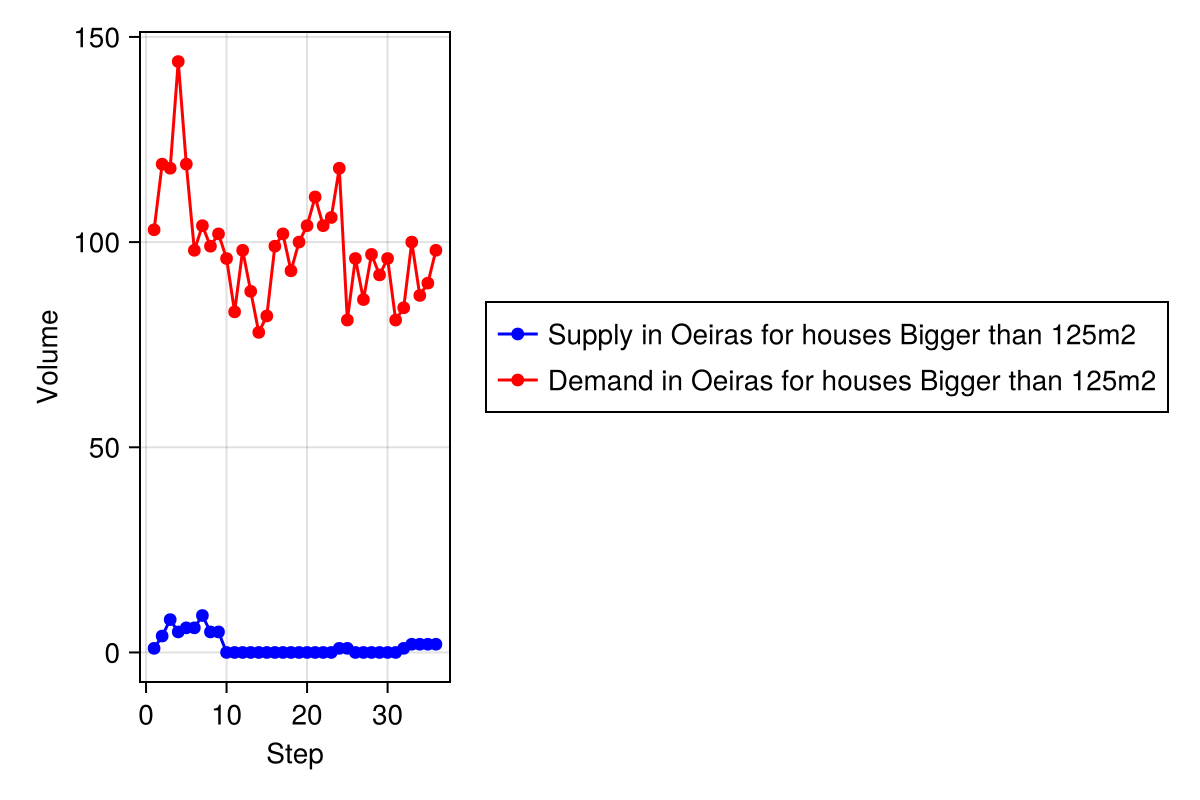 150
100
50
0
Volume
0 10 20 30
Step
Supply in Oeiras for houses Bigger than 125m2
Demand in Oeiras for houses Bigger than 125m2